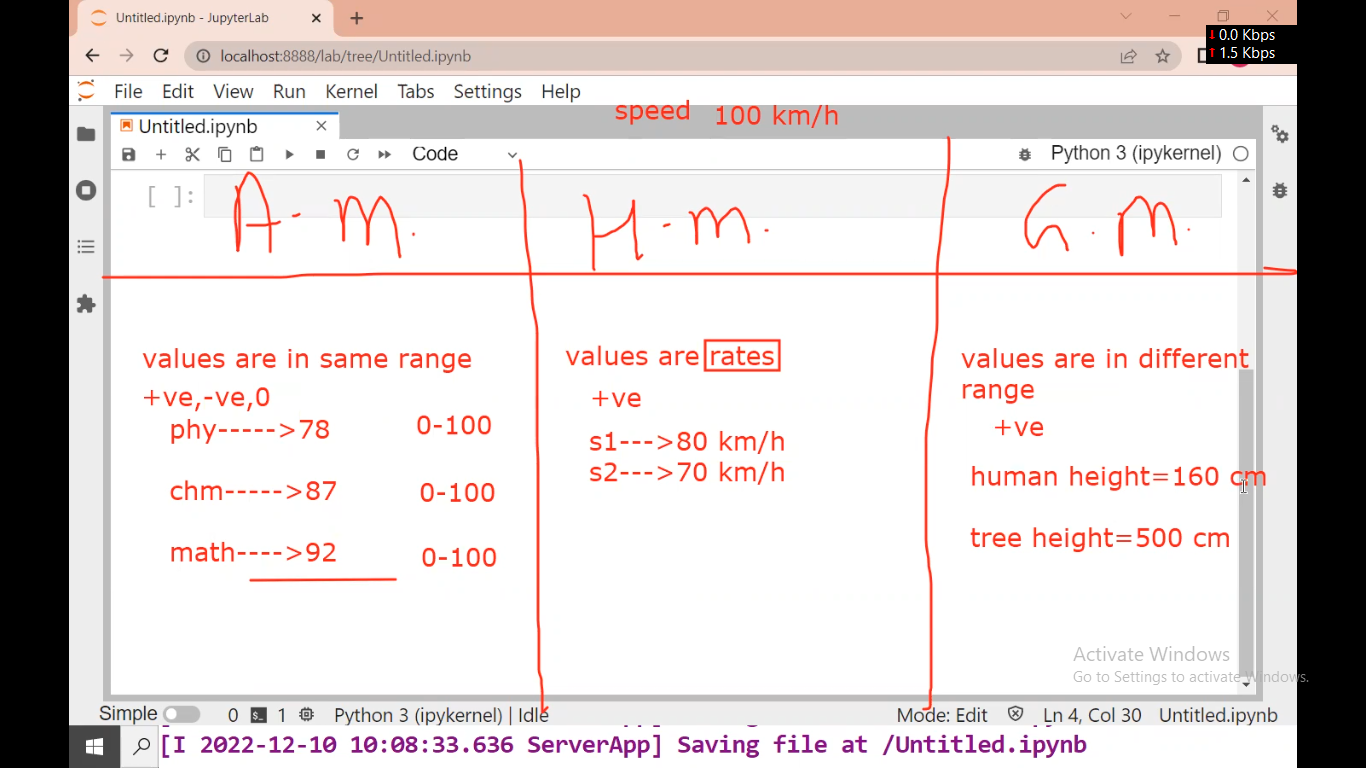 Untitled.ipynb - JupyterLab
0.0 Kbps
1.5 Kbps
localhost:8888/lab/tree/Untitled.ipynb
File Edit View Run Kernel Tabs Settings Help
speed 100 km/h
Untitled.ipynb
Code
Python 3 (ipykernel)
[ ]:
A.m. H.m. G.m.
values are in same range
+ve,-ve,0
phy----->78 0-100
chm----->87 0-100
math---->92 0-100
values are rates
+ve
s1--->80 km/h
s2--->70 km/h
values are in different
range
+ve
human height=160 cm
tree height=500 cm
Activate Windows
Go to Settings to activate Windows.
Simple 0 1 Python 3 (ipykernel) | Idle Mode: Edit Ln 4, Col 30 Untitled.ipynb
[I 2022-12-10 10:08:33.636 ServerApp] Saving file at /Untitled.ipynb